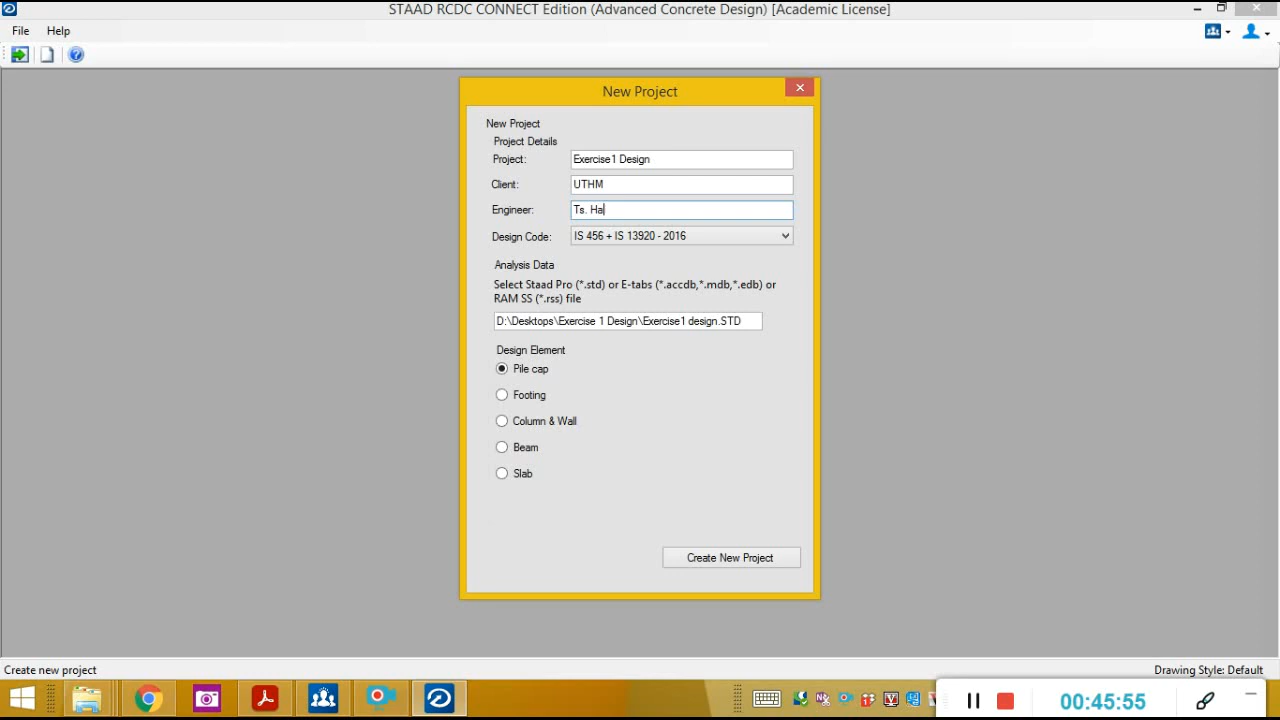 STAAD RCDC CONNECT Edition (Advanced Concrete Design) [Academic License]
File Help
New Project
New Project
Project Details
Project: Exercise1 Design
Client: UTHM
Engineer: Ts. Ha
Design Code: IS 456 + IS 13920 - 2016
Analysis Data
Select Staad Pro (*.std) or E-tabs (*.accdb,*.mdb,*.edb) or
RAM SS (*.rss) file
D:\Desktops\Exercise 1 Design\Exercise1 design.STD
Design Element
Pile cap
Footing
Column & Wall
Beam
Slab
Create New Project
Create new project
Drawing Style: Default
00:45:55